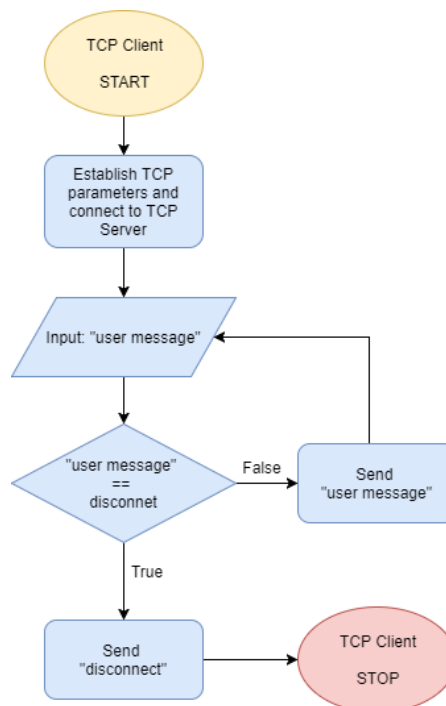 TCP Client
START
Establish TCP
parameters and
connect to TCP
Server
Input: "user message"
"user message"
==
disconnet
False
Send
"user message"
True
Send
"disconnect"
TCP Client
STOP